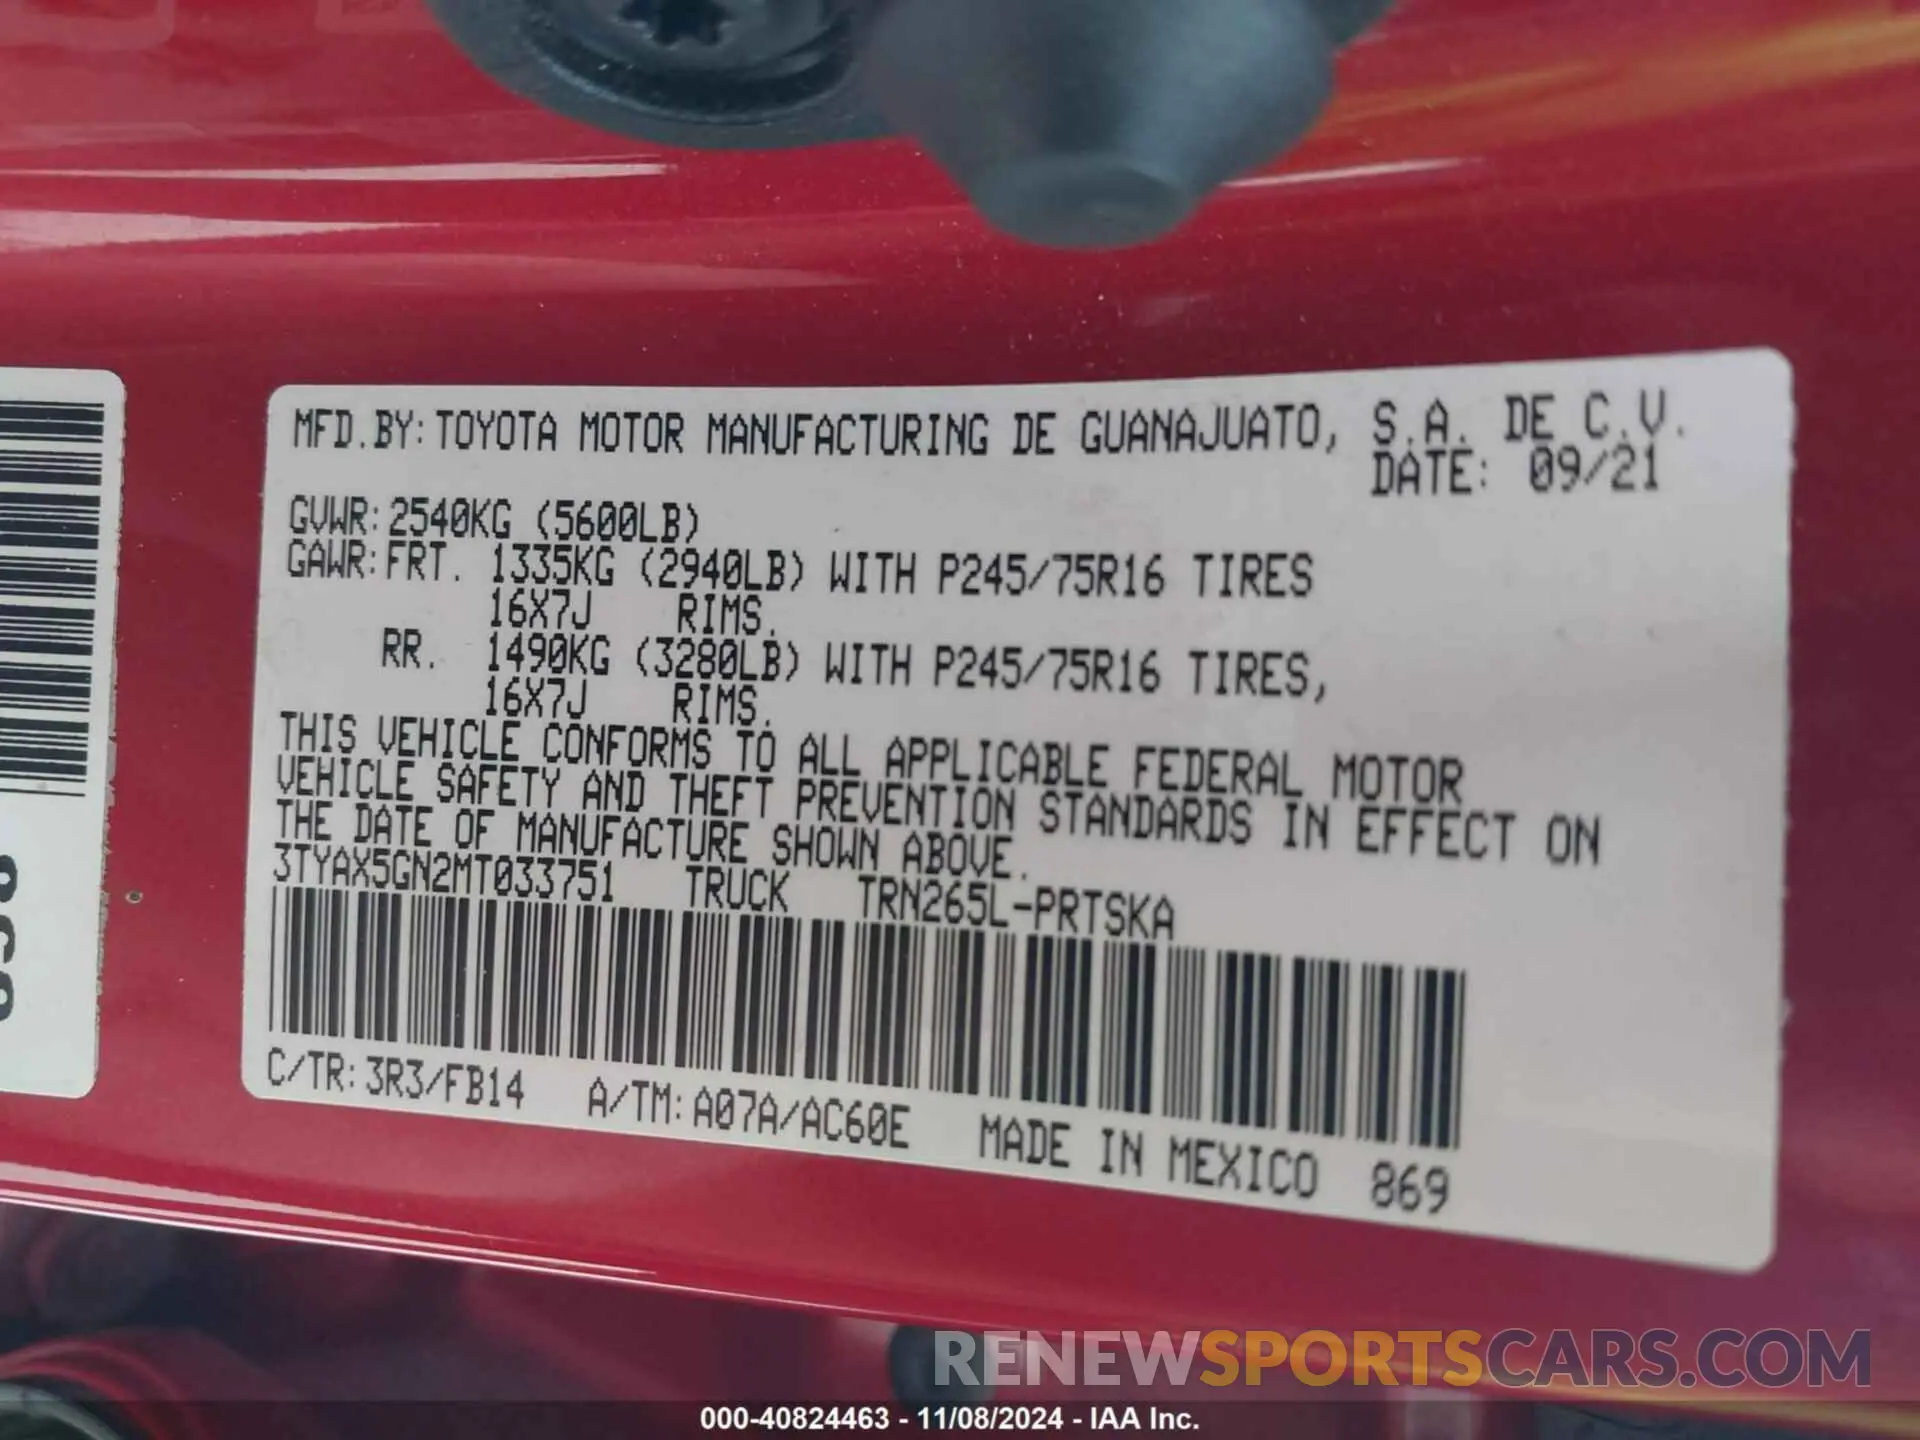 MFD.BY:TOYOTA MOTOR MANUFACTURING DE GUANAJUATO, S.A. DE C.V.
DATE: 09/21
GVWR:2540KG (5600LB)
GAWR:FRT. 1335KG (2940LB) WITH P245/75R16 TIRES
16X7J RIMS.
RR. 1490KG (3280LB) WITH P245/75R16 TIRES,
16X7J RIMS.
THIS VEHICLE CONFORMS TO ALL APPLICABLE FEDERAL MOTOR
VEHICLE SAFETY AND THEFT PREVENTION STANDARDS IN EFFECT ON
THE DATE OF MANUFACTURE SHOWN ABOVE.
3TYAX5GN2MT033751 TRUCK TRN265L-PRTSKA
C/TR:3R3/FB14 A/TM:A07A/AC60E MADE IN MEXICO 869
RENEWSPORTSCARS.COM
000-40824463 - 11/08/2024 - IAA Inc.